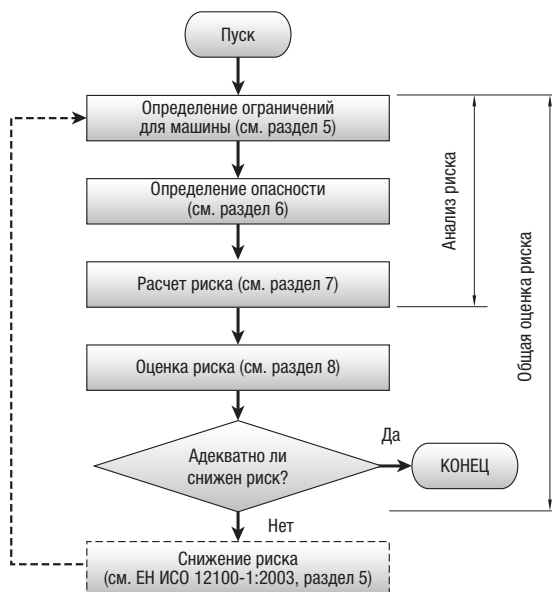 Пуск
Определение ограничений
для машины (см. раздел 5)
Определение опасности
(см. раздел 6)
Расчет риска (см. раздел 7)
Оценка риска (см. раздел 8)
Адекватно ли
снижен риск?
Да
КОНЕЦ
Нет
Снижение риска
(см. ЕН ИСО 12100-1:2003, раздел 5)
Анализ риска
Общая оценка риска